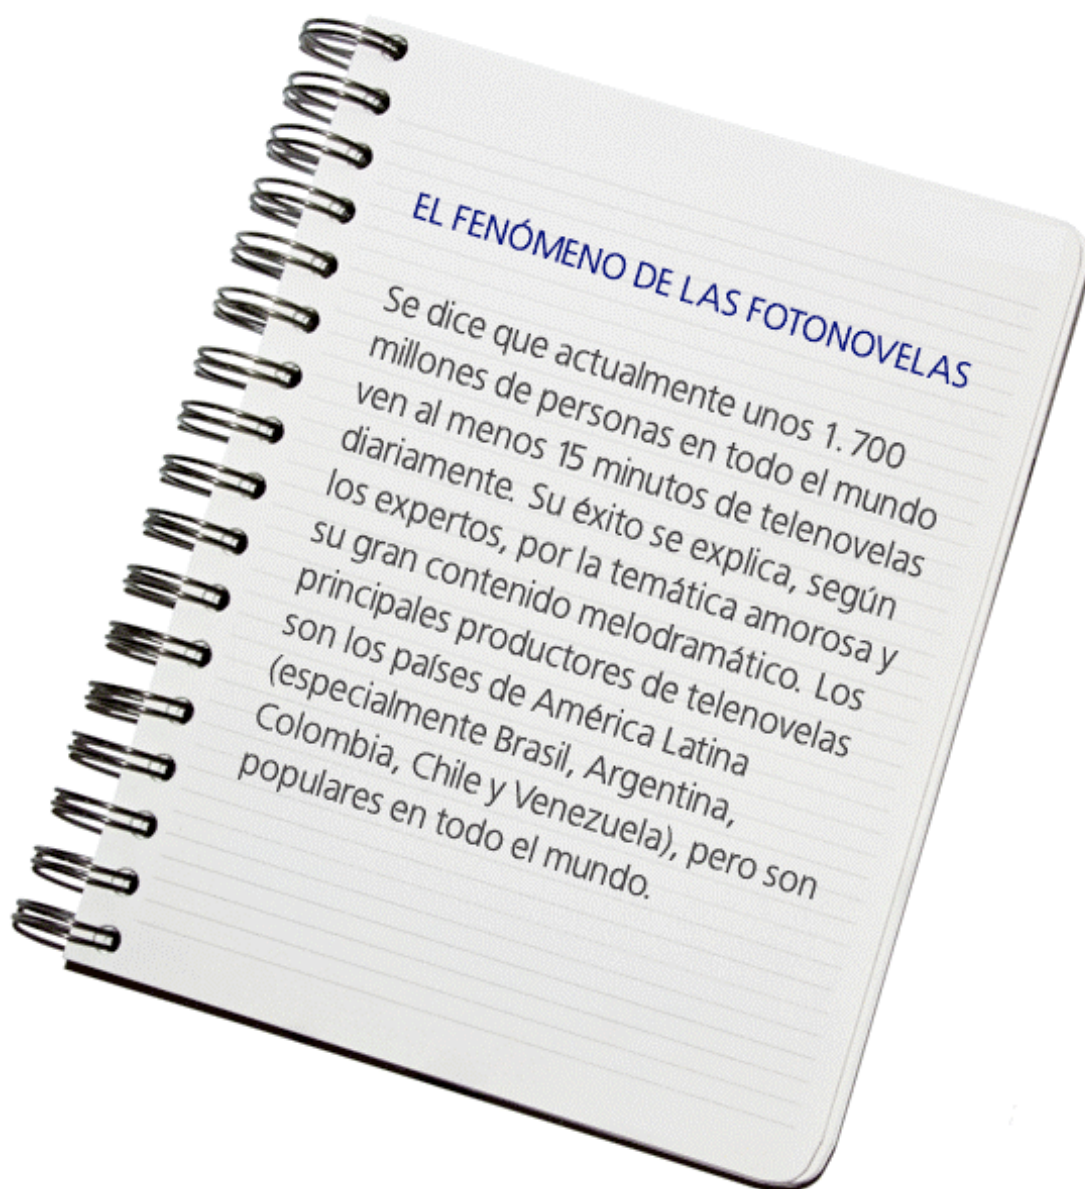 EL FENÓMENO DE LAS FOTONOVELAS
Se dice que actualmente unos 1.700
millones de personas en todo el mundo
ven al menos 15 minutos de telenovelas
diariamente. Su éxito se explica, según
los expertos, por la temática amorosa y
su gran contenido melodramático. Los
principales productores de telenovelas
son los países de América Latina
(especialmente Brasil, Argentina,
Colombia, Chile y Venezuela), pero son
populares en todo el mundo.